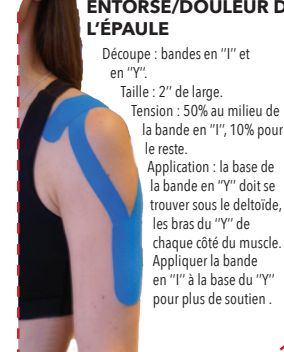 ENTORSE/DOULEUR D
L’ÉPAULE
Découpe : bandes en ’’I’’ et
en ’’Y’’.
Taille : 2’’ de large.
Tension : 50% au milieu de
la bande en ’’I’’, 10% pour
le reste.
Application : la base de
la bande en ’’Y’’ doit se
trouver sous le deltoïde,
les bras du ’’Y’’ de
chaque côté du muscle.
Appliquer la bande
en ’’I’’ à la base du ’’Y’’
pour plus de soutien .